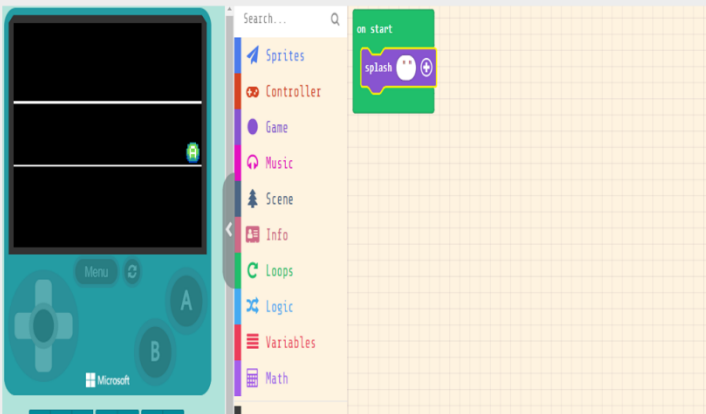 Search...
on start
splash
Sprites
Controller
Game
Music
Scene
Info
Loops
Logic
Variables
Math
Menu
A
B
Microsoft
A